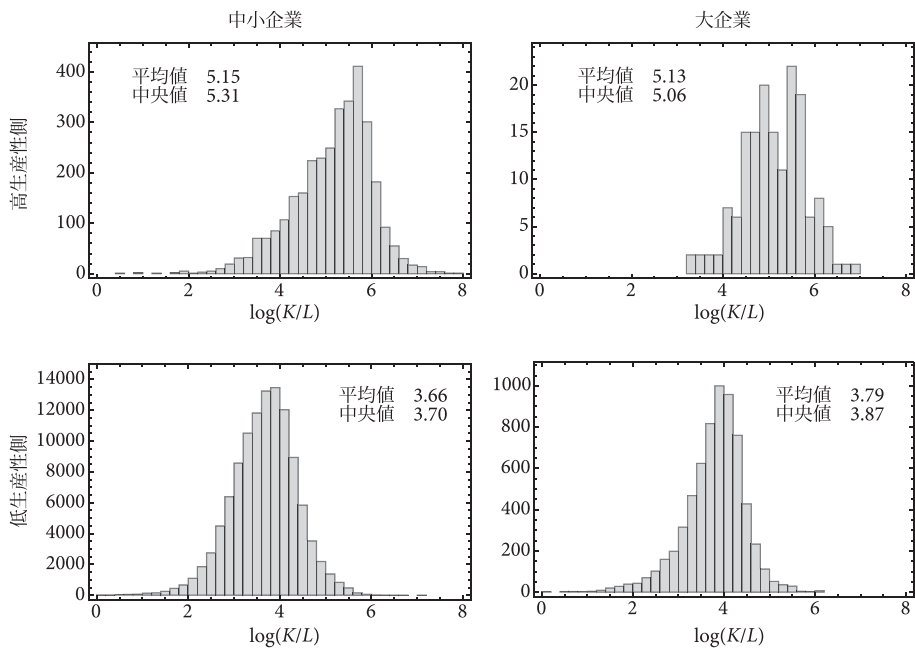 中小企業
大企業
高生産性側
400
300
200
100
0
平均値 5.15
中央値 5.31
0 2 4 6 8
log(K/L)
20
15
10
5
0
平均値 5.13
中央値 5.06
0 2 4 6 8
log(K/L)
低生産性側
14000
12000
10000
8000
6000
4000
2000
0
平均値 3.66
中央値 3.70
0 2 4 6 8
log(K/L)
1000
800
600
400
200
0
平均値 3.79
中央値 3.87
0 2 4 6 8
log(K/L)